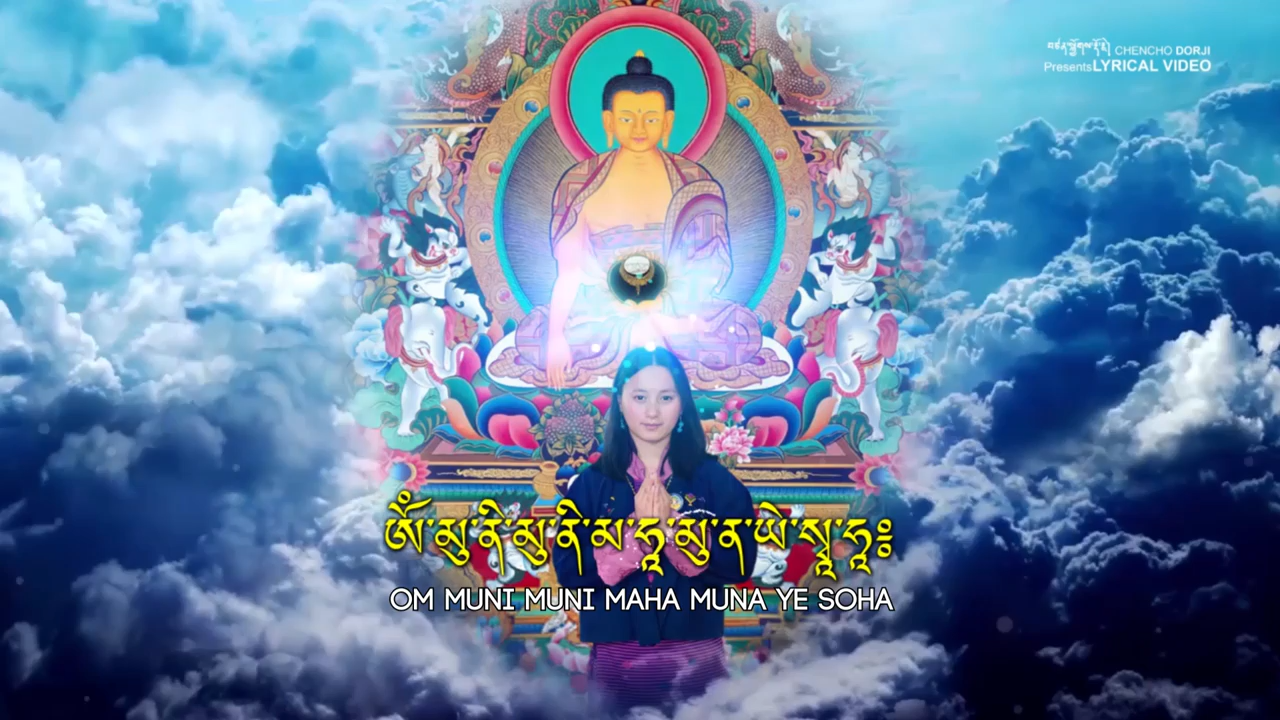 CHENCHO DORJI
Presents LYRICAL VIDEO
ༀ་མུ་ནི་མུ་ནི་མ་ཧཱ་མུ་ན་ཡེ་སྭཱ་ཧཱ༔
OM MUNI MUNI MAHA MUNA YE SOHA